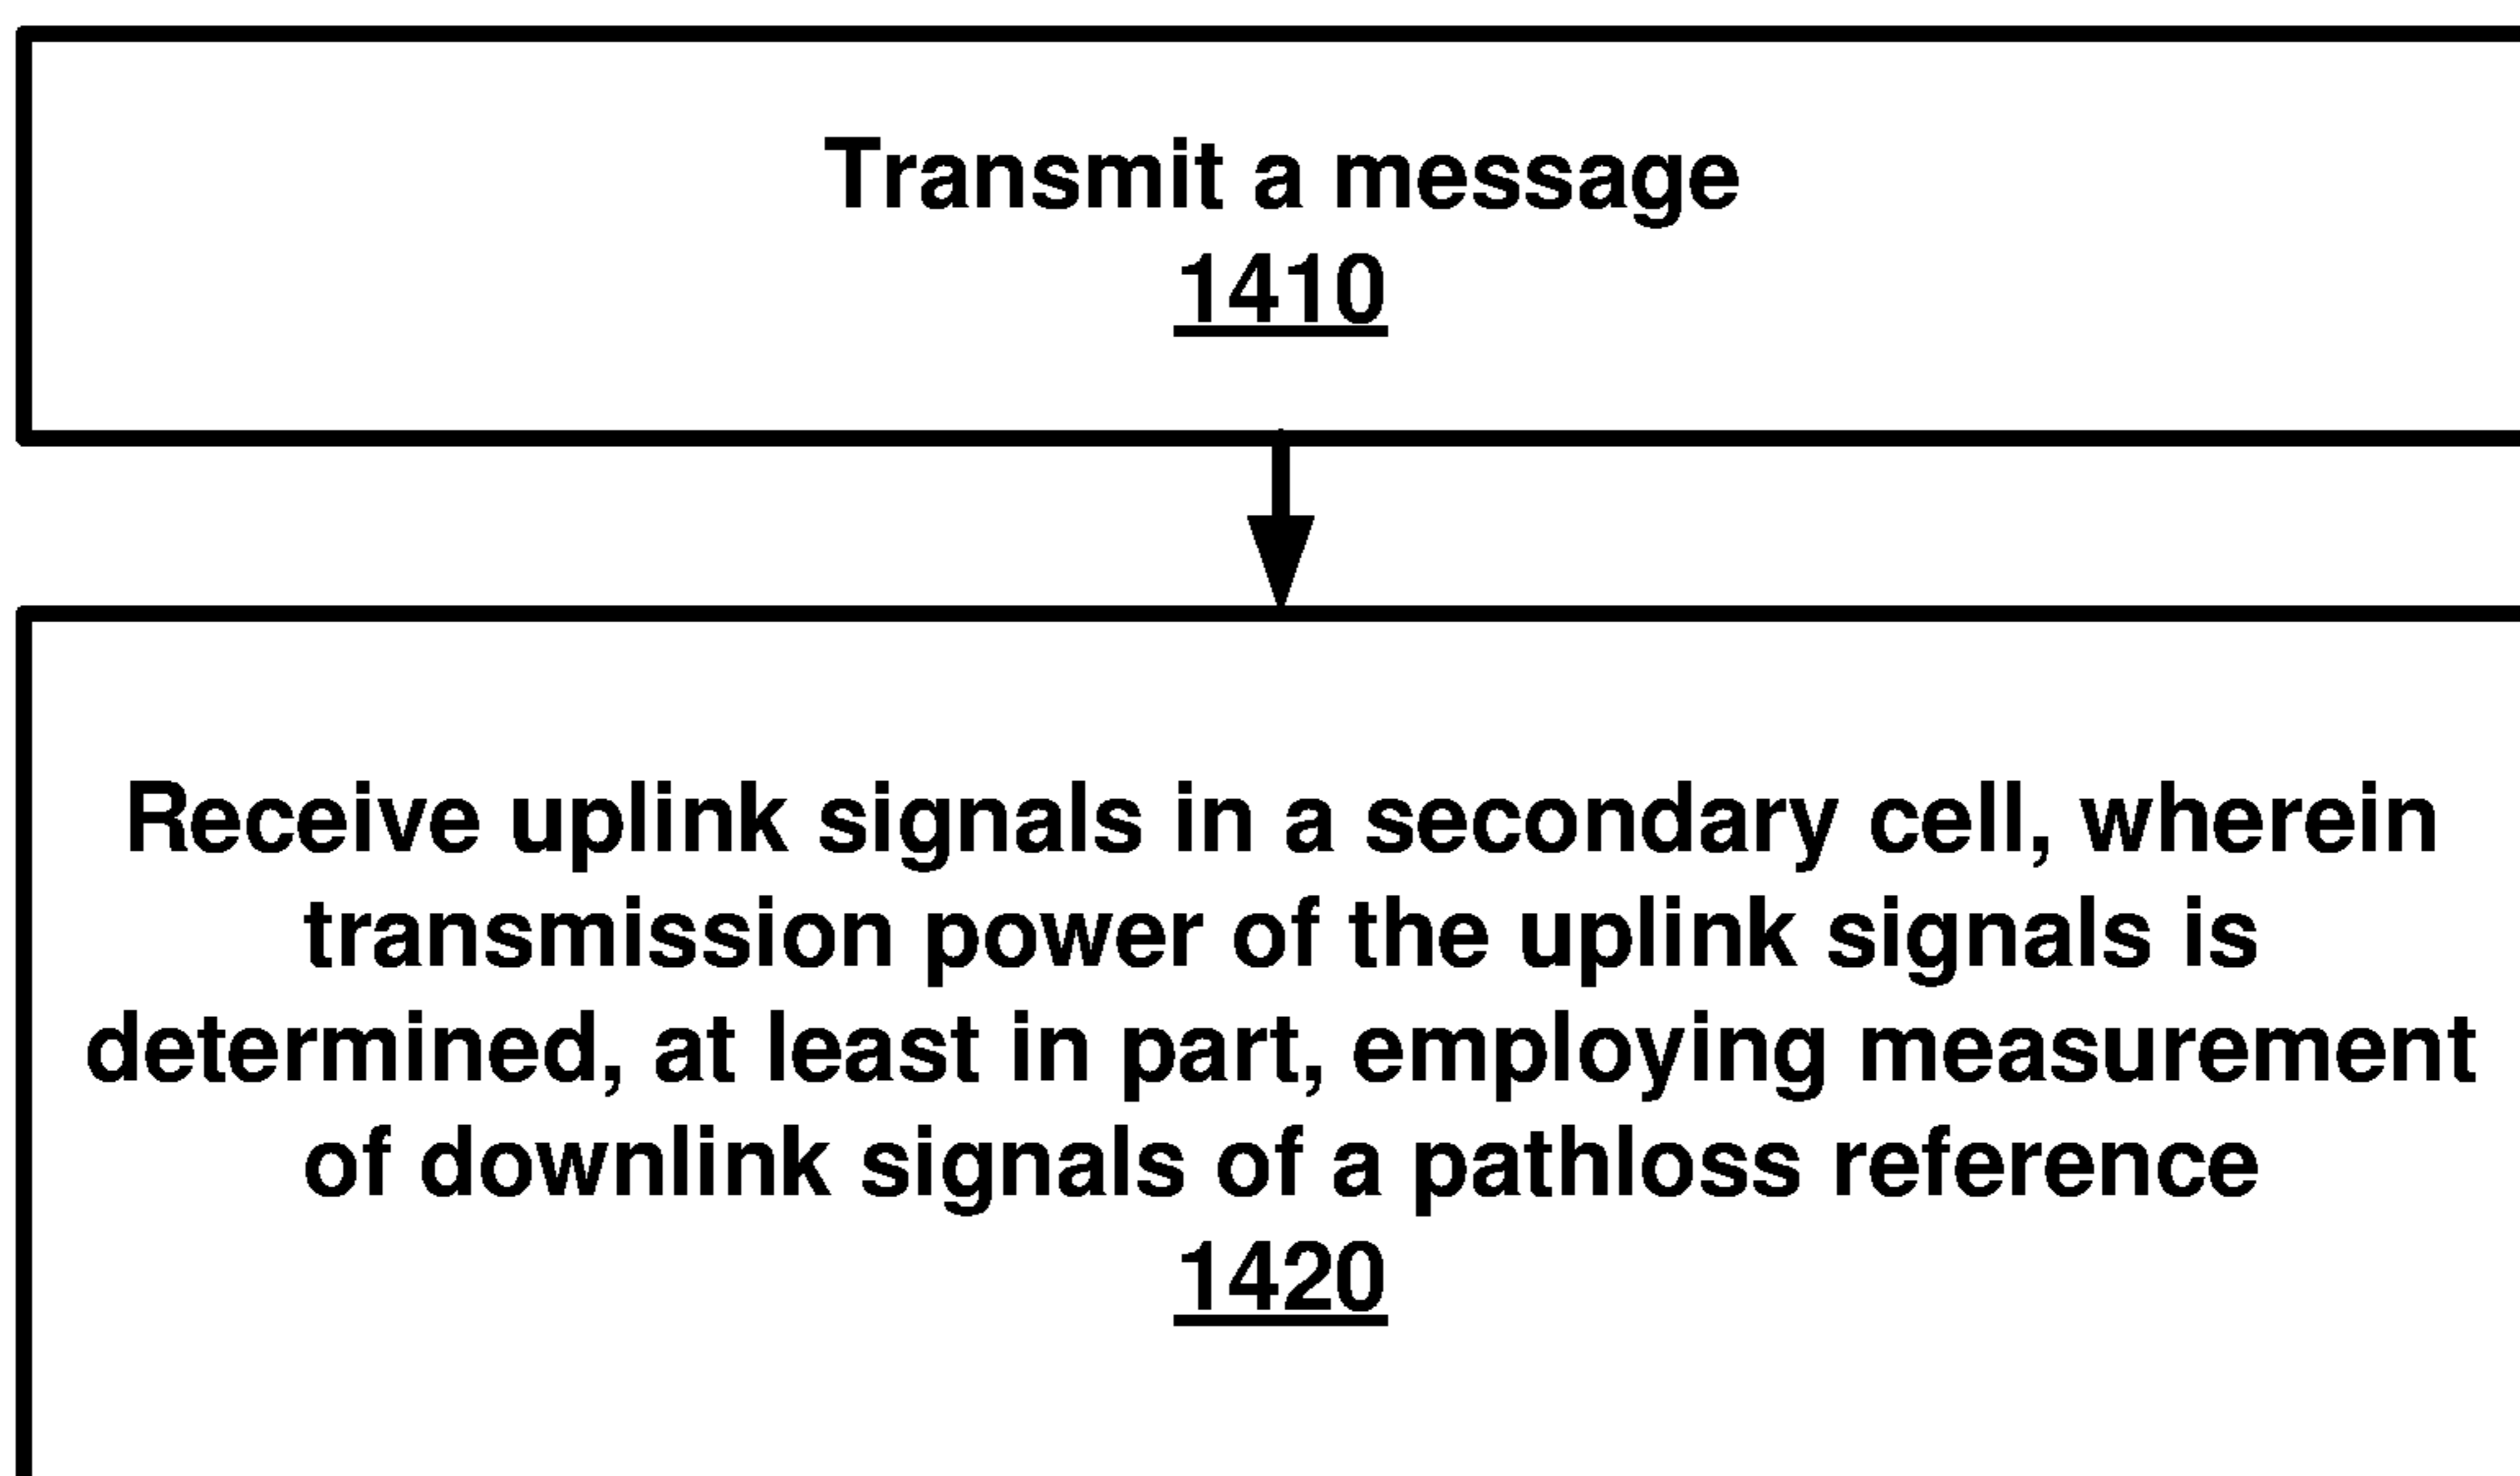 Transmit a message
1410
Receive uplink signals in a secondary cell, wherein
transmission power of the uplink signals is
determined, at least in part, employing measurement
of downlink signals of a pathloss reference
1420